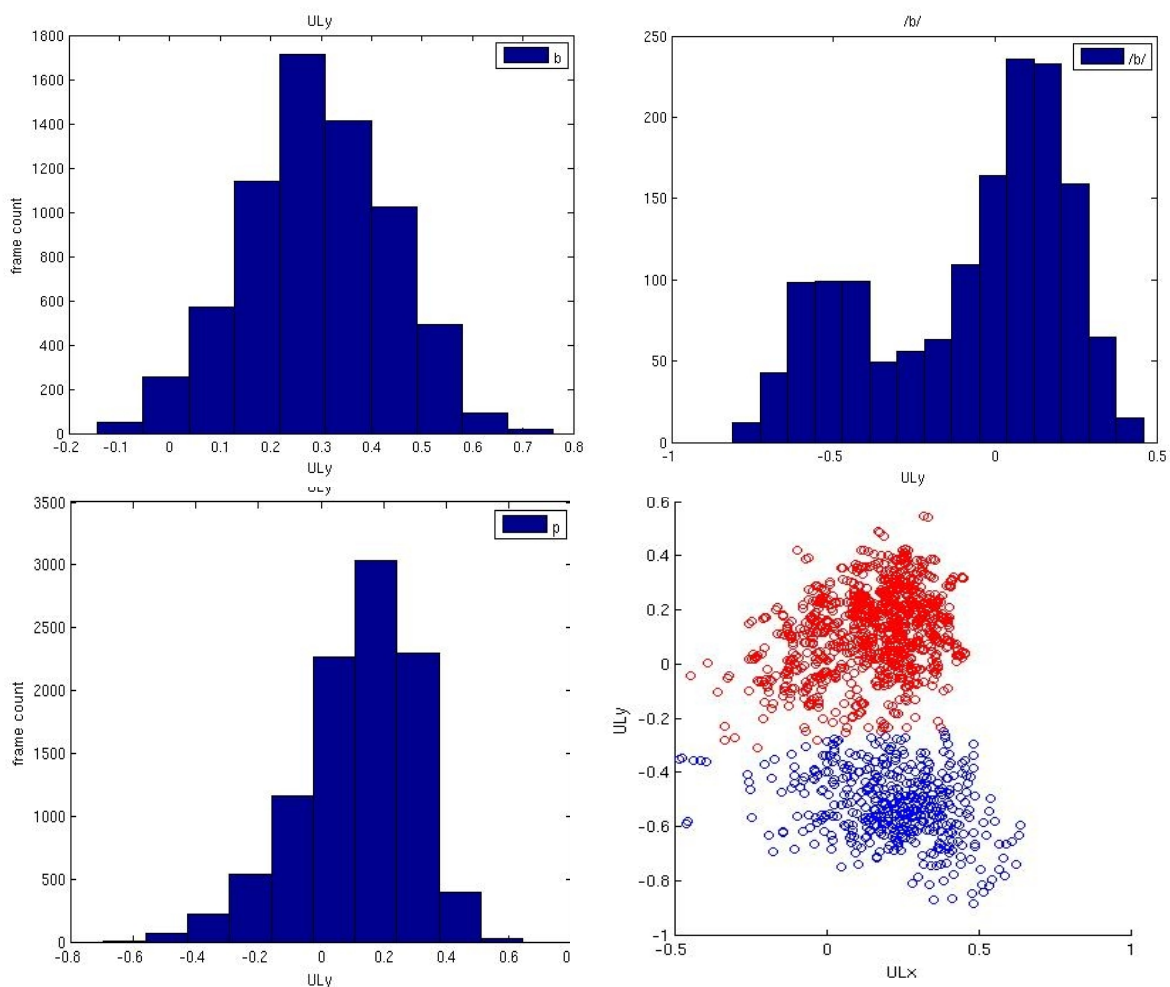 ULy
1800
1600
1400
1200
1000
800
600
400
200
0
frame count
b
-0.2 -0.1 0 0.1 0.2 0.3 0.4 0.5 0.6 0.7 0.8
ULy
/b/
250
200
150
100
50
0
/b/
-1 -0.5 0 0.5
ULy
ULy
3500
3000
2500
2000
1500
1000
500
0
frame count
p
-0.8 -0.6 -0.4 -0.2 0 0.2 0.4 0.6 0
ULy
0.6
0.4
0.2
0
-0.2
-0.4
-0.6
-0.8
-1
ULy
-0.5 0 0.5 1
ULx